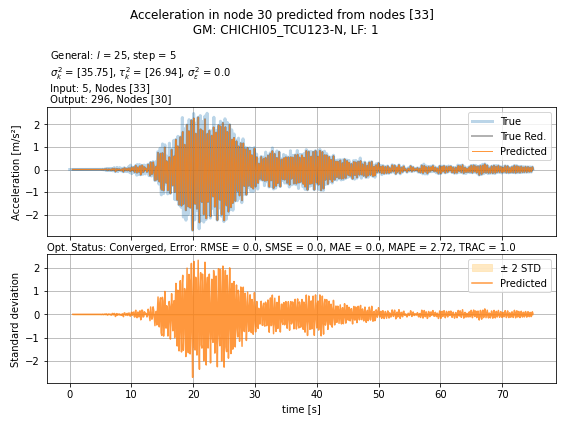 Acceleration in node 30 predicted from nodes [33]
GM: CHICHI05_TCU123-N, LF: 1
General: l = 25, step = 5
σ²ₖ = [35.75], τ²ₖ = [26.94], σ²ε = 0.0
Input: 5, Nodes [33]
Output: 296, Nodes [30]
Acceleration [m/s²]
2
1
0
−1
−2
True
True Red.
Predicted
Opt. Status: Converged, Error: RMSE = 0.0, SMSE = 0.0, MAE = 0.0, MAPE = 2.72, TRAC = 1.0
Standard deviation
2
1
0
−1
−2
± 2 STD
Predicted
0 10 20 30 40 50 60 70
time [s]